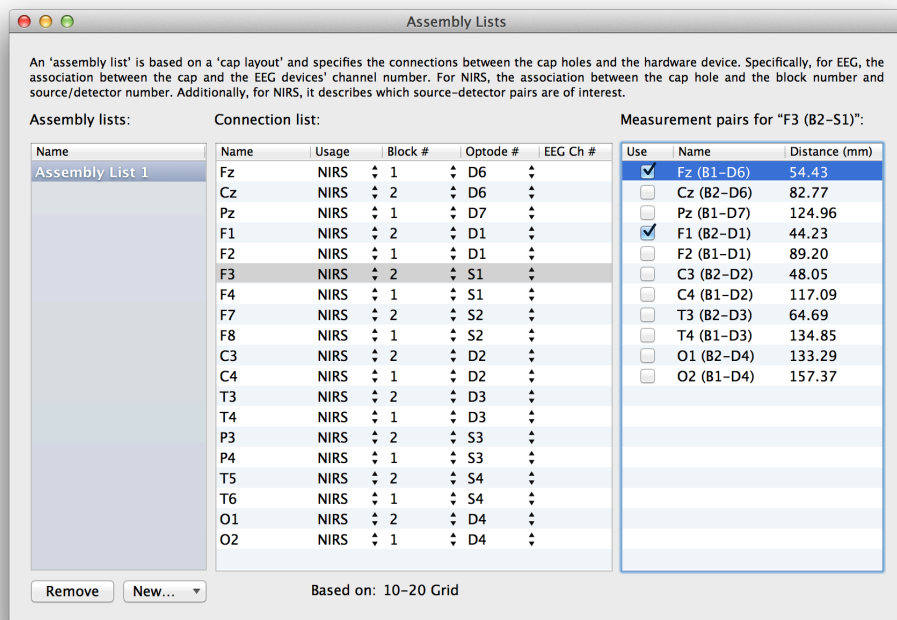 Assembly Lists
An ‘assembly list’ is based on a ‘cap layout’ and specifies the connections between the cap holes and the hardware device. Specifically, for EEG, the
association between the cap and the EEG devices’ channel number. For NIRS, the association between the cap hole and the block number and
source/detector number. Additionally, for NIRS, it describes which source-detector pairs are of interest.
Assembly lists: Connection list: Measurement pairs for “F3 (B2-S1)”:
Name Name Usage Block # Optode # EEG Ch # Use Name Distance (mm)
Assembly List 1 Fz NIRS 1 D6 Fz (B1-D6) 54.43
Cz NIRS 2 D6 Cz (B2-D6) 82.77
Pz NIRS 1 D7 Pz (B1-D7) 124.96
F1 NIRS 2 D1 F1 (B2-D1) 44.23
F2 NIRS 1 D1 F2 (B1-D1) 89.20
F3 NIRS 2 S1 C3 (B2-D2) 48.05
F4 NIRS 1 S1 C4 (B1-D2) 117.09
F7 NIRS 2 S2 T3 (B2-D3) 64.69
F8 NIRS 1 S2 T4 (B1-D3) 134.85
C3 NIRS 2 D2 O1 (B2-D4) 133.29
C4 NIRS 1 D2 O2 (B1-D4) 157.37
T3 NIRS 2 D3
T4 NIRS 1 D3
P3 NIRS 2 S3
P4 NIRS 1 S3
T5 NIRS 2 S4
T6 NIRS 1 S4
O1 NIRS 2 D4
O2 NIRS 1 D4
Remove New... Based on: 10-20 Grid